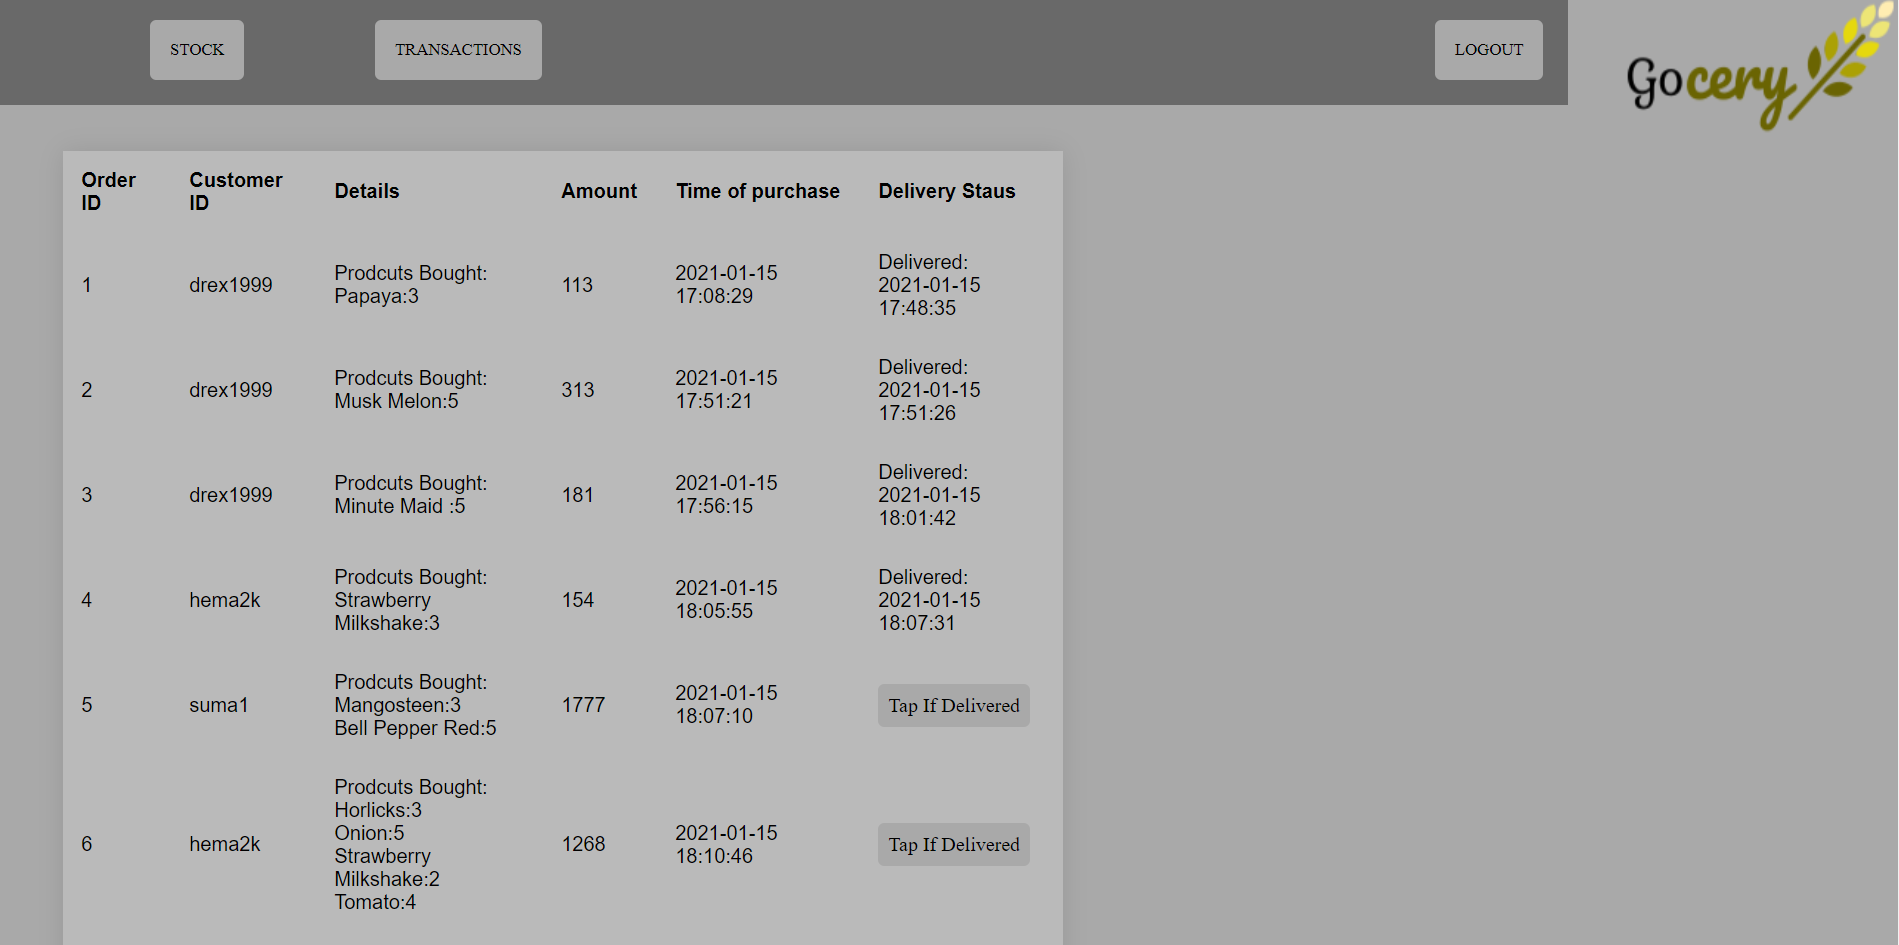 STOCK
TRANSACTIONS
LOGOUT
Gocery
Order ID
Customer ID
Details
Amount
Time of purchase
Delivery Staus
1
drex1999
Prodcuts Bought:
Papaya:3
113
2021-01-15
17:08:29
Delivered:
2021-01-15
17:48:35
2
drex1999
Prodcuts Bought:
Musk Melon:5
313
2021-01-15
17:51:21
Delivered:
2021-01-15
17:51:26
3
drex1999
Prodcuts Bought:
Minute Maid :5
181
2021-01-15
17:56:15
Delivered:
2021-01-15
18:01:42
4
hema2k
Prodcuts Bought:
Strawberry
Milkshake:3
154
2021-01-15
18:05:55
Delivered:
2021-01-15
18:07:31
5
suma1
Prodcuts Bought:
Mangosteen:3
Bell Pepper Red:5
1777
2021-01-15
18:07:10
Tap If Delivered
6
hema2k
Prodcuts Bought:
Horlicks:3
Onion:5
Strawberry
Milkshake:2
Tomato:4
1268
2021-01-15
18:10:46
Tap If Delivered